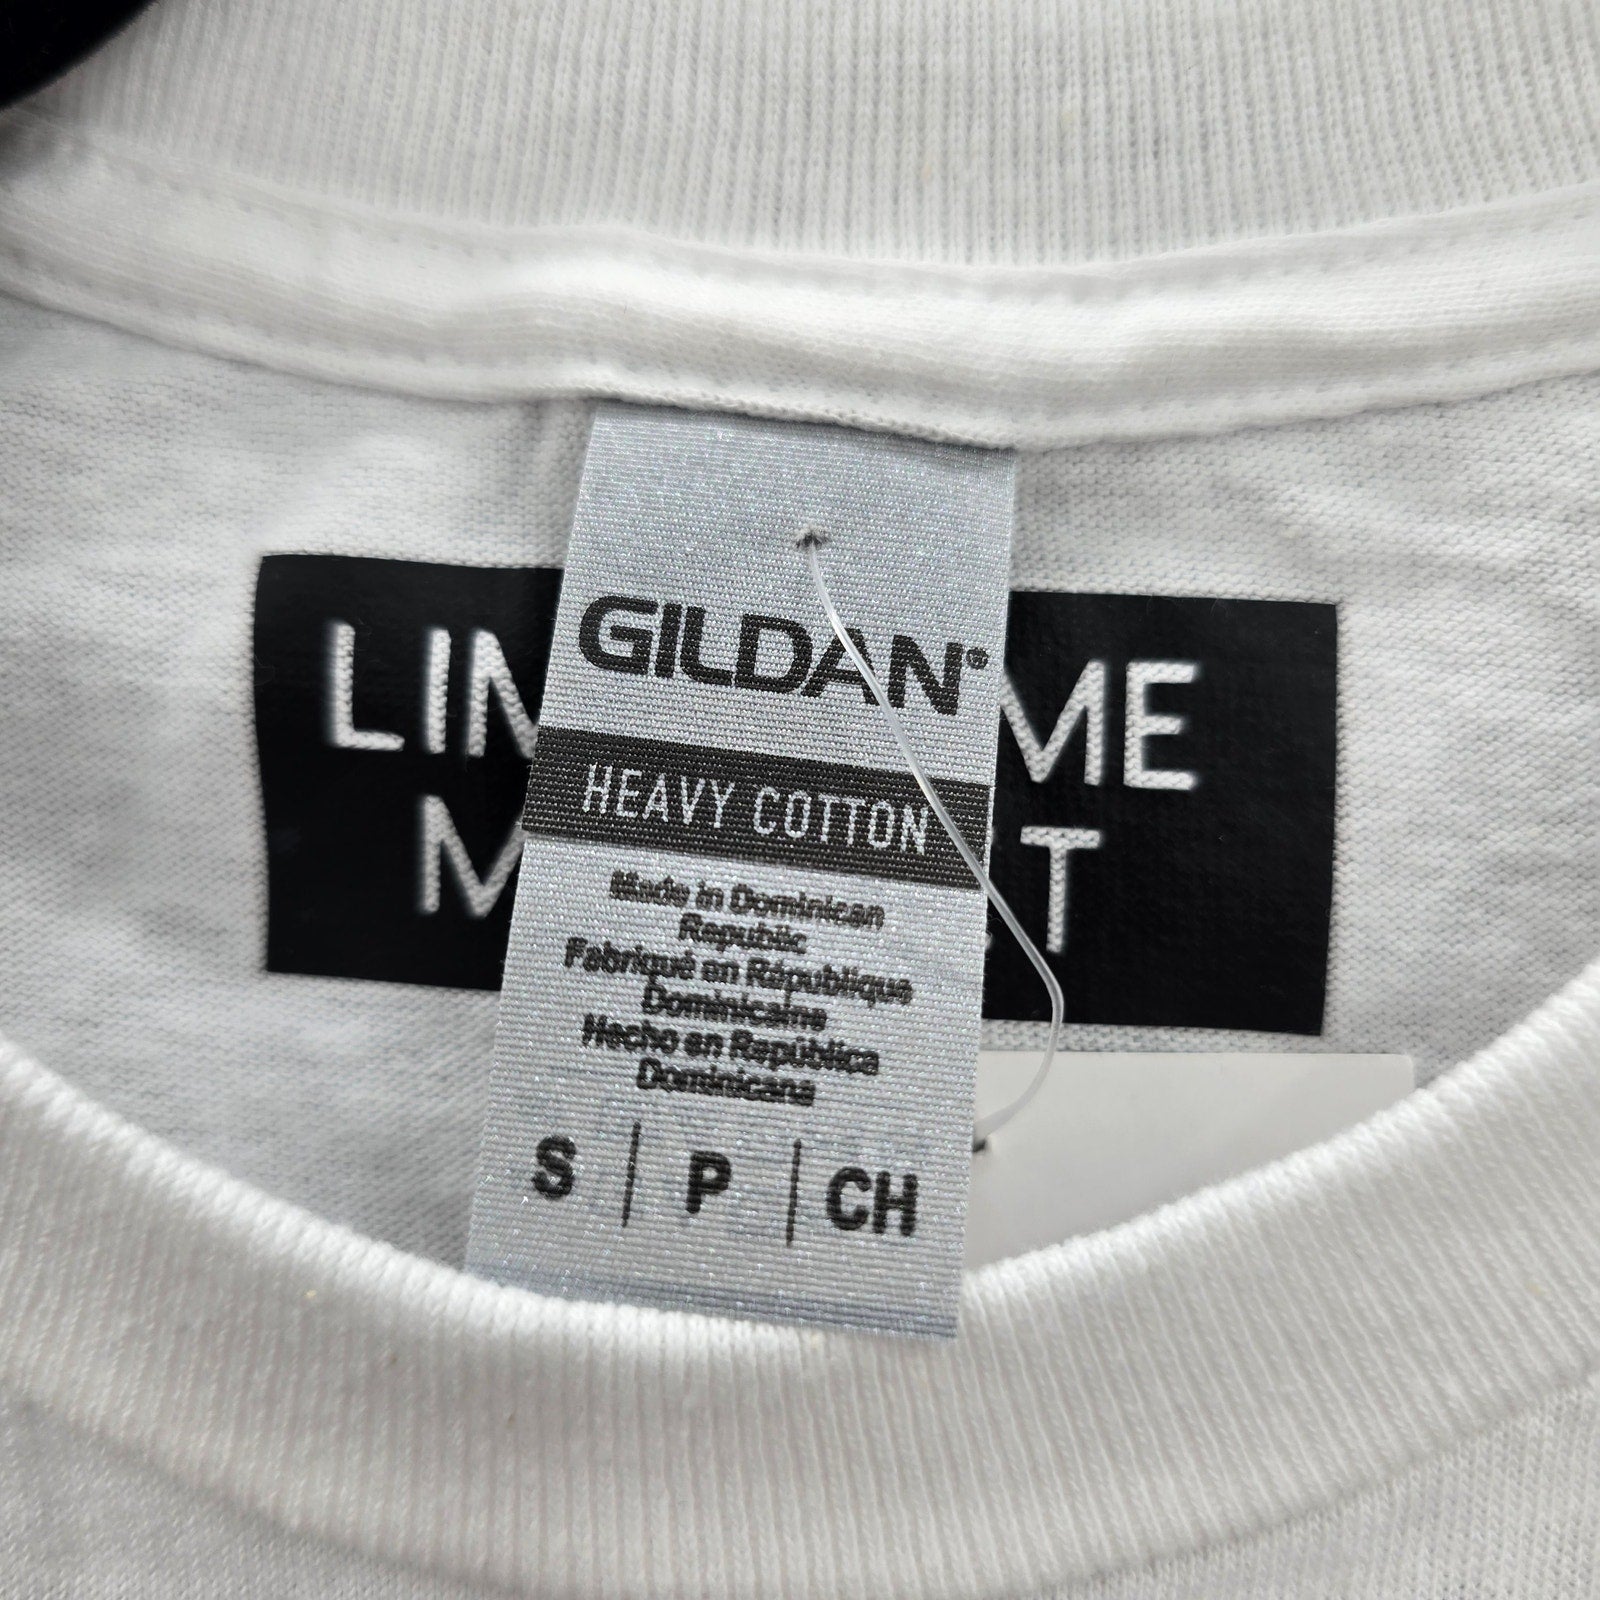 GILDAN®
HEAVY COTTON
Made in Dominican
Republic
Fabriqué en République
Dominicaine
Hecho en República
Dominicana
S | P | CH